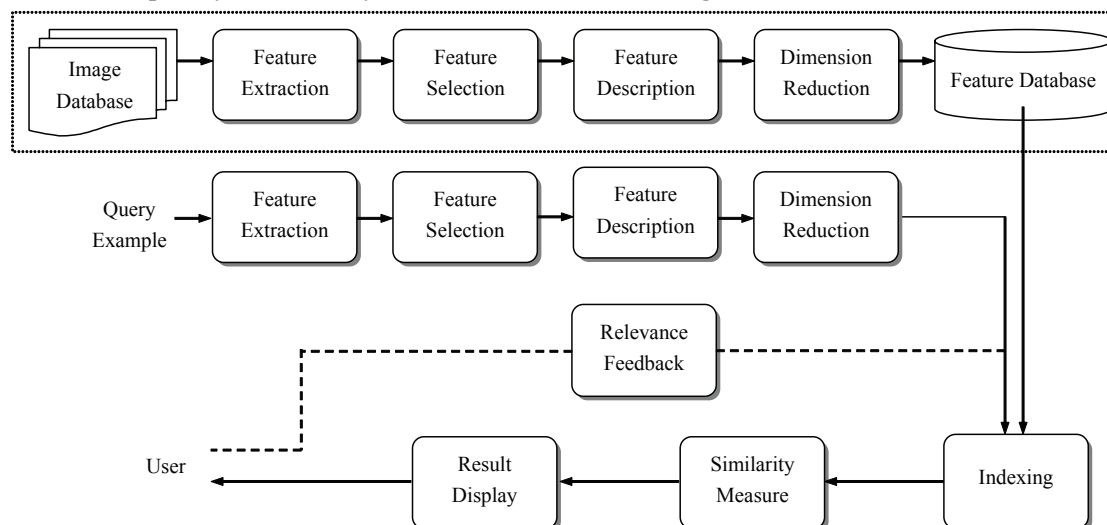 Image
Database
Feature
Extraction
Feature
Selection
Feature
Description
Dimension
Reduction
Feature Database
Query
Example
Feature
Extraction
Feature
Selection
Feature
Description
Dimension
Reduction
Relevance
Feedback
User
Result
Display
Similarity
Measure
Indexing